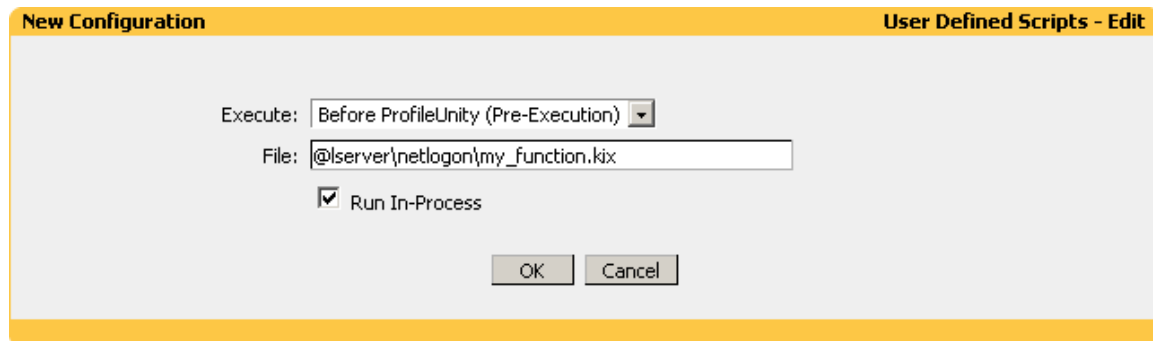 New Configuration User Defined Scripts - Edit
Execute: Before ProfileUnity (Pre-Execution)
File: @lserver\netlogon\my_function.kix
Run In-Process
OK Cancel